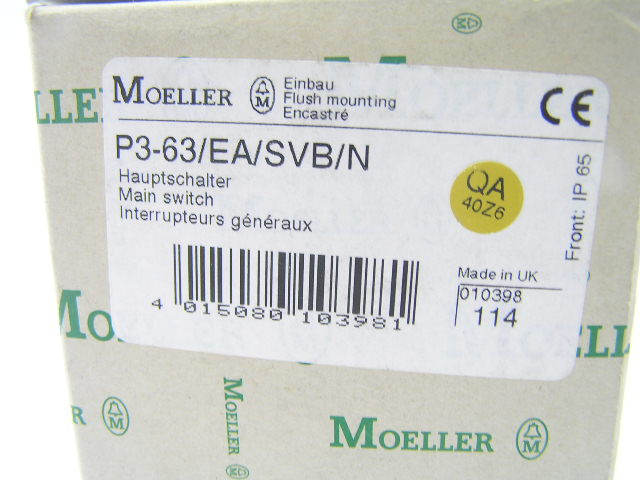 MOELLER
Einbau
Flush mounting
Encastré
CE
P3-63/EA/SVB/N
Hauptschalter
Main switch
Interrupteurs généraux
QA
40Z6
Front: IP 65
Made in UK
010398
114
4 015080 103981
MOELLER